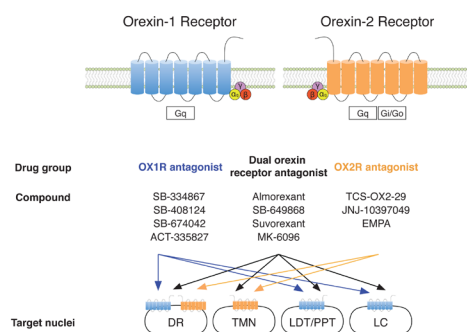 Orexin-1 Receptor Orexin-2 Receptor
γ γ
αs β β αs
Gq Gq Gi/Go
Drug group OX1R antagonist Dual orexin receptor antagonist OX2R antagonist
Compound SB-334867 Almorexant TCS-OX2-29
SB-408124 SB-649868 JNJ-10397049
SB-674042 Suvorexant EMPA
ACT-335827 MK-6096
Target nuclei DR TMN LDT/PPT LC